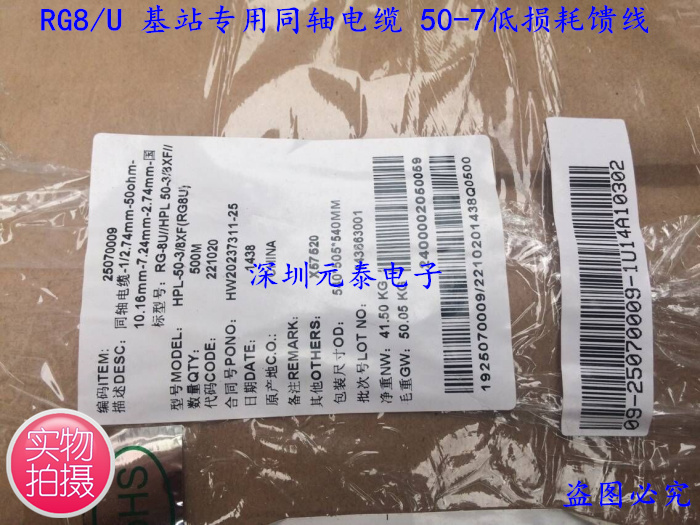 RG8/U 基站专用同轴电缆 50-7低损耗馈线
编码ITEM: 25070009
描述DESC: 同轴电缆-1/2.74mm-50ohm-
10.16mm-7.24mm-2.74mm-国
标型号: RG-8U//HPL 50-3/8XF//
型号MODEL: HPL-50-3/8XF(RG8U);
数量QTY: 500M
代码CODE: 221020
合同号PONO: HW20237311-25
日期DATE: 1438
原产地C.O.:
备注REMARK:
其他OTHERS: X57520
包装尺寸OD: 540MM
批次号LOT NO:
净重NW: 41.50 KG
毛重GW: 50.05 KG
1925070009/2210201438Q0500
09-25070009-1U14A10302
深圳元泰电子
实物
拍摄
盗图必究